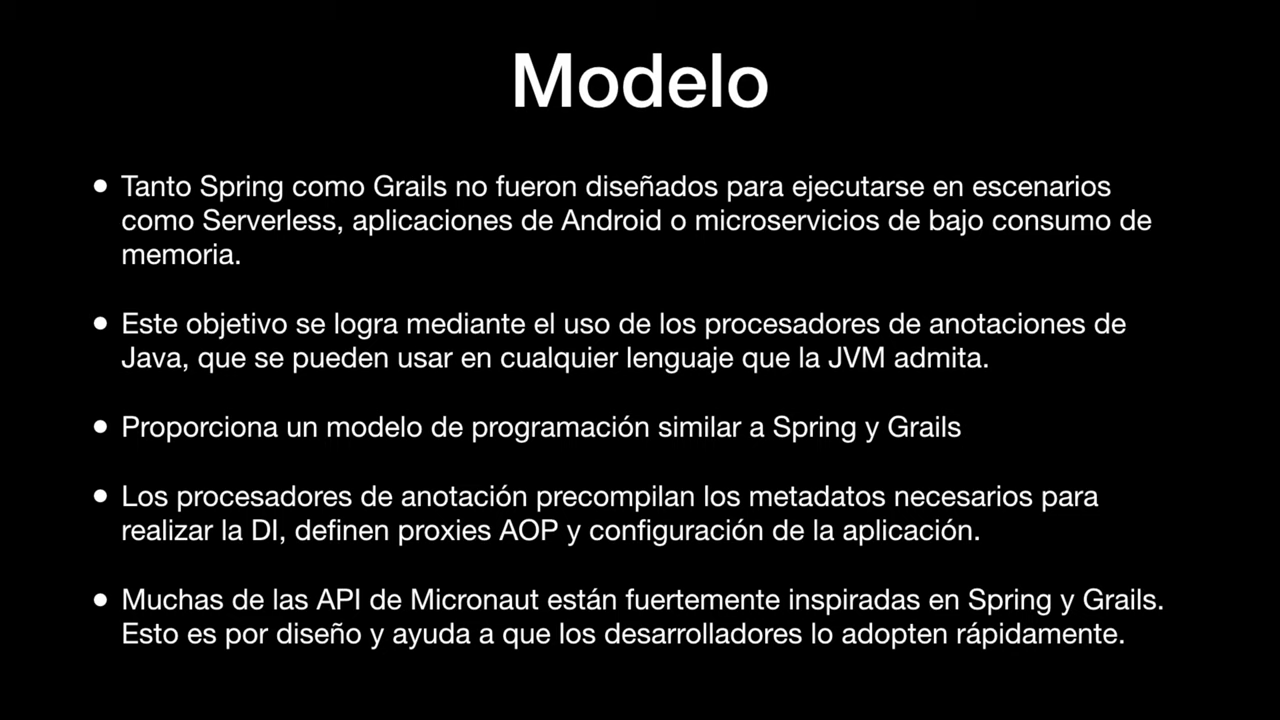 Modelo
• Tanto Spring como Grails no fueron diseñados para ejecutarse en escenarios
como Serverless, aplicaciones de Android o microservicios de bajo consumo de
memoria.
• Este objetivo se logra mediante el uso de los procesadores de anotaciones de
Java, que se pueden usar en cualquier lenguaje que la JVM admita.
• Proporciona un modelo de programación similar a Spring y Grails
• Los procesadores de anotación precompilan los metadatos necesarios para
realizar la DI, definen proxies AOP y configuración de la aplicación.
• Muchas de las API de Micronaut están fuertemente inspiradas en Spring y Grails.
Esto es por diseño y ayuda a que los desarrolladores lo adopten rápidamente.